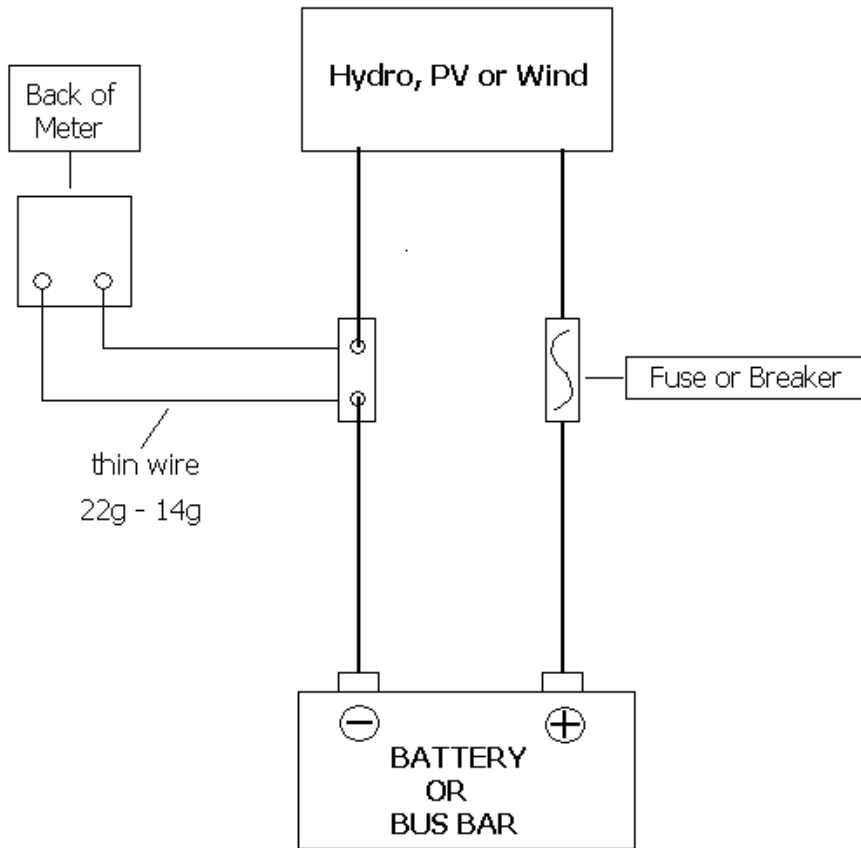 Hydro, PV or Wind
Back of
Meter
Fuse or Breaker
thin wire
22g - 14g
BATTERY
OR
BUS BAR